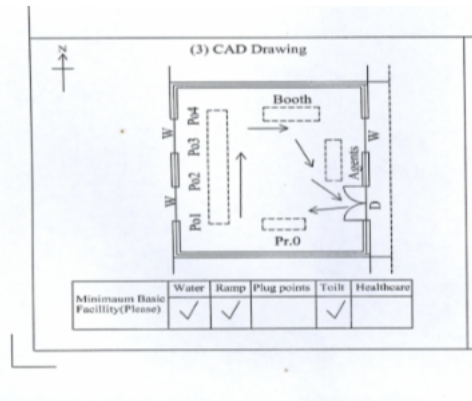 N
(3) CAD Drawing
Booth
Po1 Po2 Po3 Po4
W
W
W
Agents
D
Pr.0
Minimaum Basic
Facillity(Please)
Water Ramp Plug points Toilt Healthcare
✓ ✓ ✓